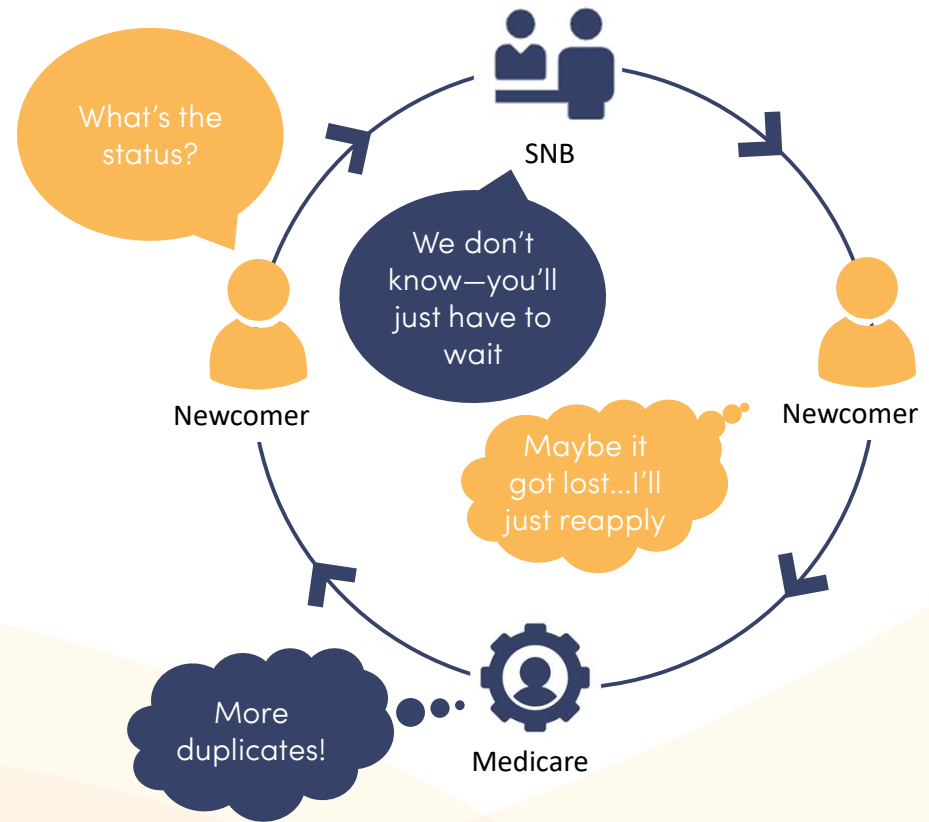 What's the
status?
SNB
We don't
know—you'll
just have to
wait
Newcomer
Newcomer
Maybe it
got lost...I'll
just reapply
More
duplicates!
Medicare